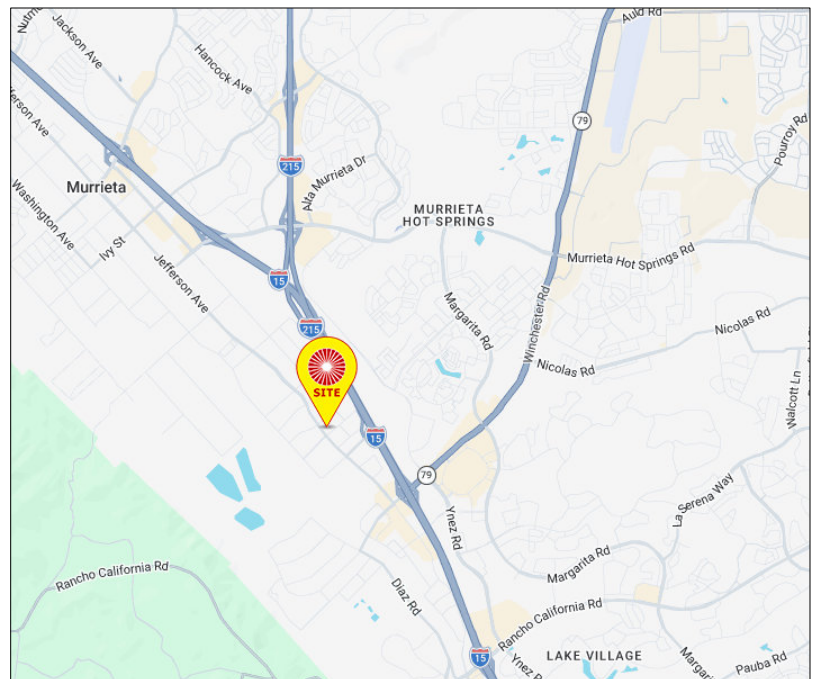 Auld Rd
Jackson Ave
Hancock Ave
79
215
Pourroy Rd
Alta Murrieta Dr
Murrieta
Washington Ave
MURRIETA
HOT SPRINGS
Ivy St
Jefferson Ave
Murrieta Hot Springs Rd
15
Margarita Rd
Winchester Rd
215
Nicolas Rd
Nicolas Rd
SITE
Walcott Ln
15
79
La Serena Way
Ynez Rd
Margarita Rd
Rancho California Rd
Diaz Rd
Rancho California Rd
15
LAKE VILLAGE
Ynez R
Margari
Pauba Rd